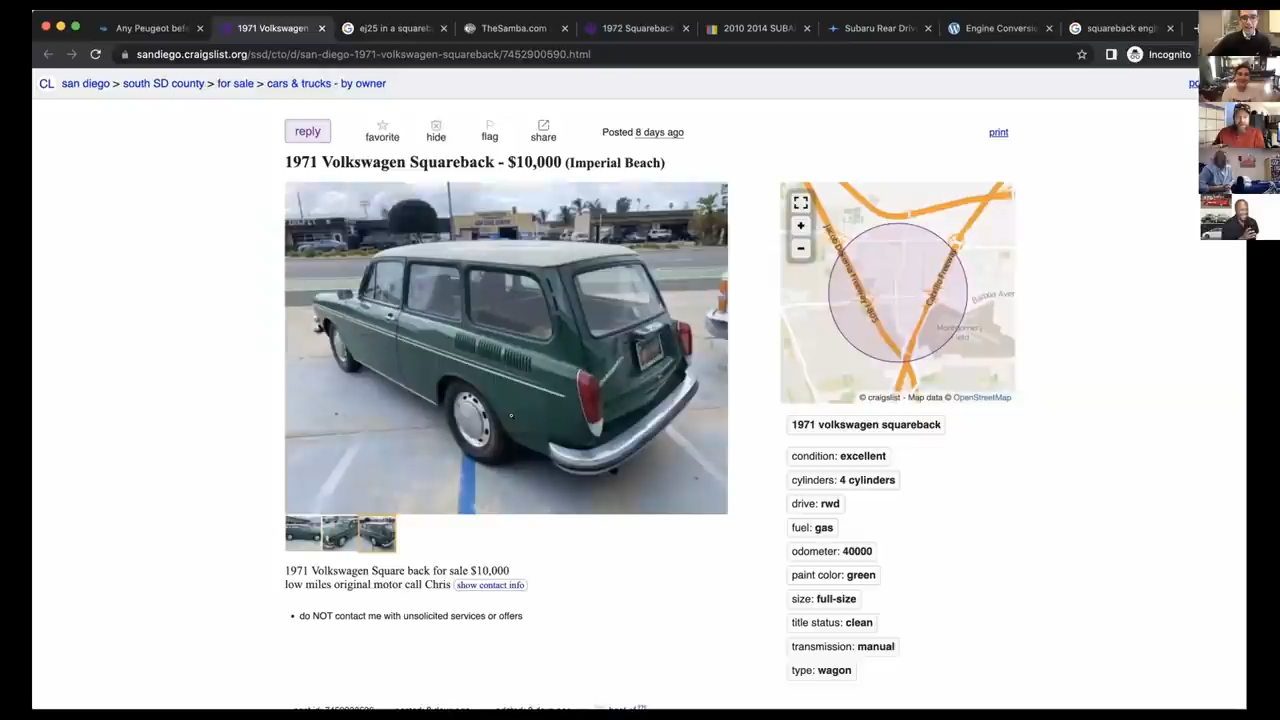 Any Peugeot bef
1971 Volkswagen
ej25 in a squareb
TheSamba.com
1972 Squareback
2010 2014 SUBA
Subaru Rear Driv
Engine Conversi
squareback eng
sandiego.craigslist.org/ssd/cto/d/san-diego-1971-volkswagen-squareback/7452900590.html
Incognito
CL san diego > south SD county > for sale > cars & trucks - by owner
reply
favorite
hide
flag
share
Posted 8 days ago
print
1971 Volkswagen Squareback - $10,000 (Imperial Beach)
+
-
© craigslist - Map data © OpenStreetMap
1971 volkswagen squareback
condition: excellent
cylinders: 4 cylinders
drive: rwd
fuel: gas
odometer: 40000
paint color: green
size: full-size
title status: clean
transmission: manual
type: wagon
1971 Volkswagen Square back for sale $10,000
low miles original motor call Chris show contact info
• do NOT contact me with unsolicited services or offers